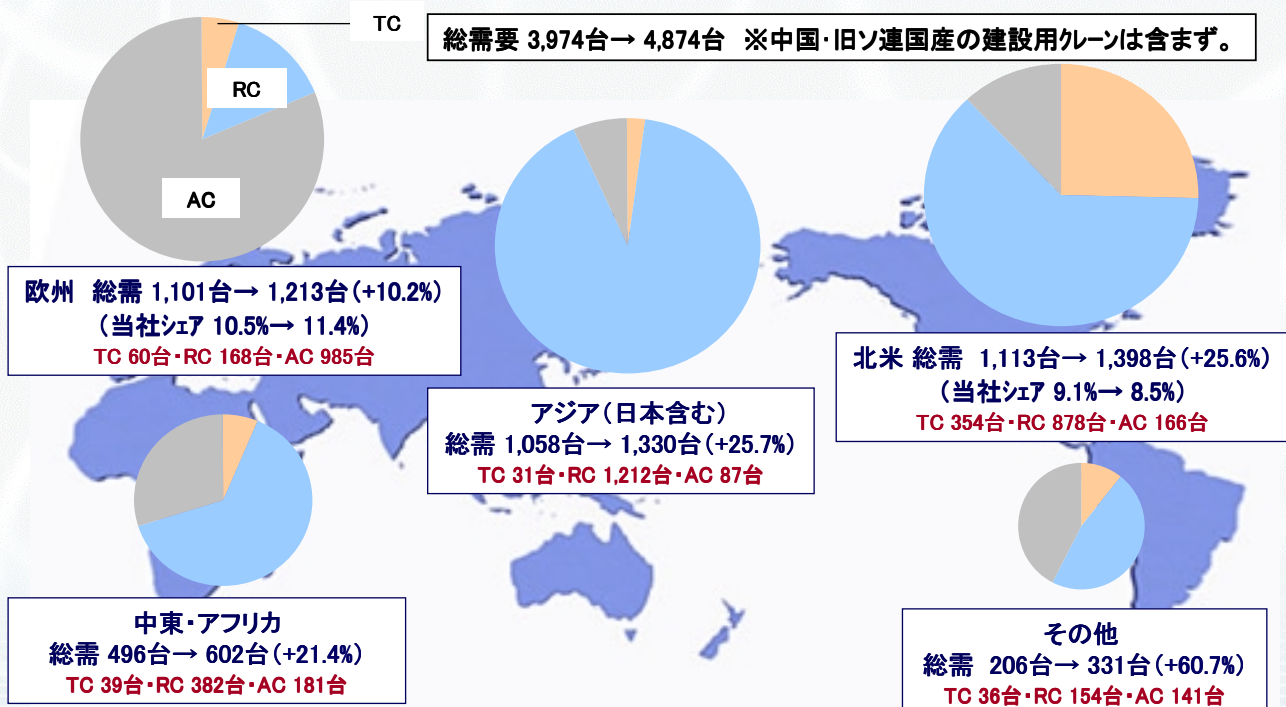 TC
総需要 3,974台→ 4,874台 ※中国･旧ソ連国産の建設用ｸﾚｰﾝは含まず。
RC
AC
欧州 総需 1,101台→ 1,213台(+10.2%)
(当社ｼｪｱ 10.5%→ 11.4%)
TC 60台･RC 168台･AC 985台
北米 総需 1,113台→ 1,398台(+25.6%)
(当社ｼｪｱ 9.1%→ 8.5%)
TC 354台･RC 878台･AC 166台
アジア(日本含む)
総需 1,058台→ 1,330台(+25.7%)
TC 31台･RC 1,212台･AC 87台
中東･アフリカ
総需 496台→ 602台(+21.4%)
TC 39台･RC 382台･AC 181台
その他
総需 206台→ 331台(+60.7%)
TC 36台･RC 154台･AC 141台